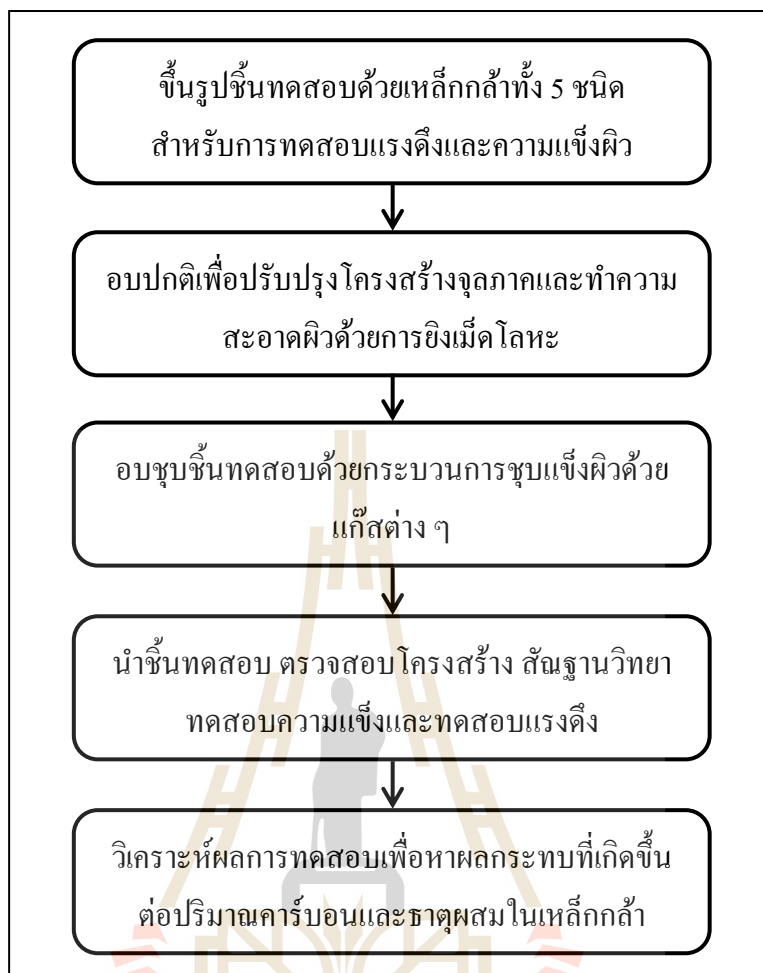 ขึ้นรูปชิ้นทดสอบด้วยเหล็กกล้าทั้ง 5 ชนิด
สำหรับการทดสอบแรงดึงและความแข็งผิว
อบปกติเพื่อปรับปรุงโครงสร้างจุลภาคและทำความ
สะอาดผิวด้วยการยิงเม็ดโลหะ
อบชุบชิ้นทดสอบด้วยกระบวนการชุบแข็งผิวด้วย
แก๊สต่าง ๆ
นำชิ้นทดสอบ ตรวจสอบโครงสร้าง สัณฐานวิทยา
ทดสอบความแข็งและทดสอบแรงดึง
วิเคราะห์ผลการทดสอบเพื่อหาผลกระทบที่เกิดขึ้น
ต่อปริมาณคาร์บอนและธาตุผสมในเหล็กกล้า